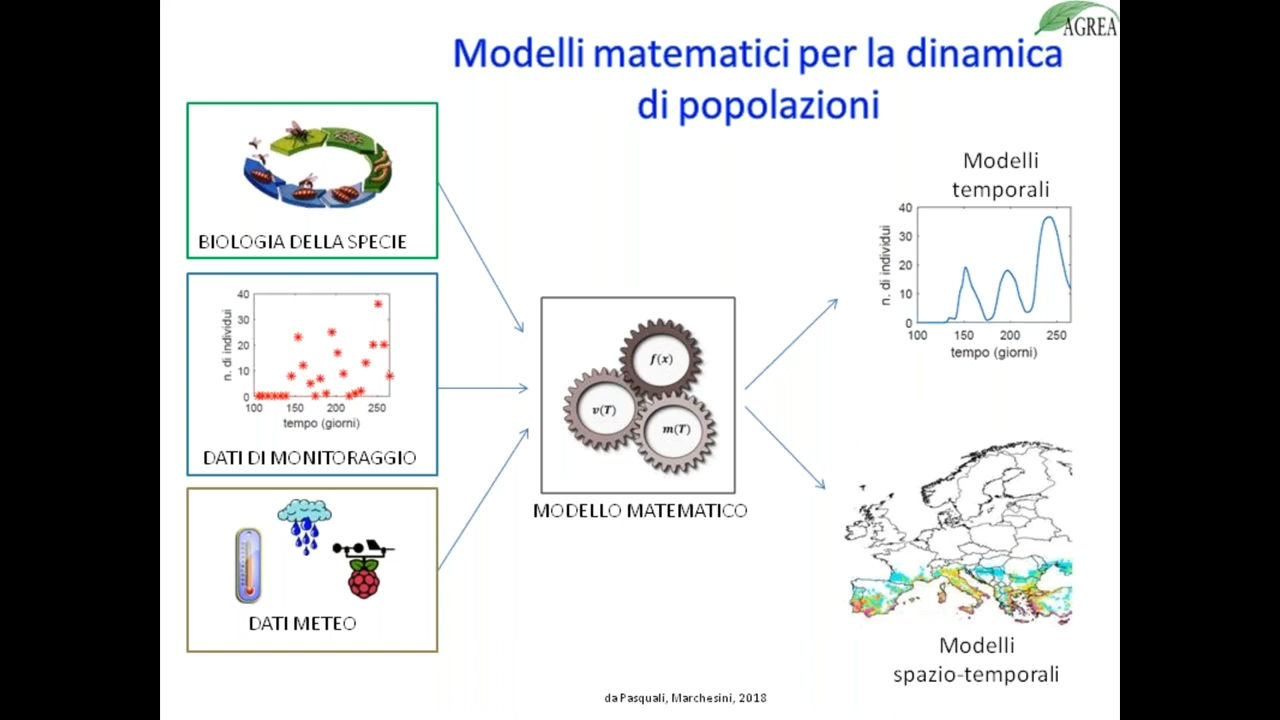 AGREA
Modelli matematici per la dinamica
di popolazioni
BIOLOGIA DELLA SPECIE
40
30
20
10
0
n. di individui
100 150 200 250
tempo (giorni)
DATI DI MONITORAGGIO
DATI METEO
f(x)
v(T)
m(T)
MODELLO MATEMATICO
Modelli
temporali
40
30
20
10
0
n. di individui
100 150 200 250
tempo (giorni)
Modelli
spazio-temporali
da Pasquali, Marchesini, 2018